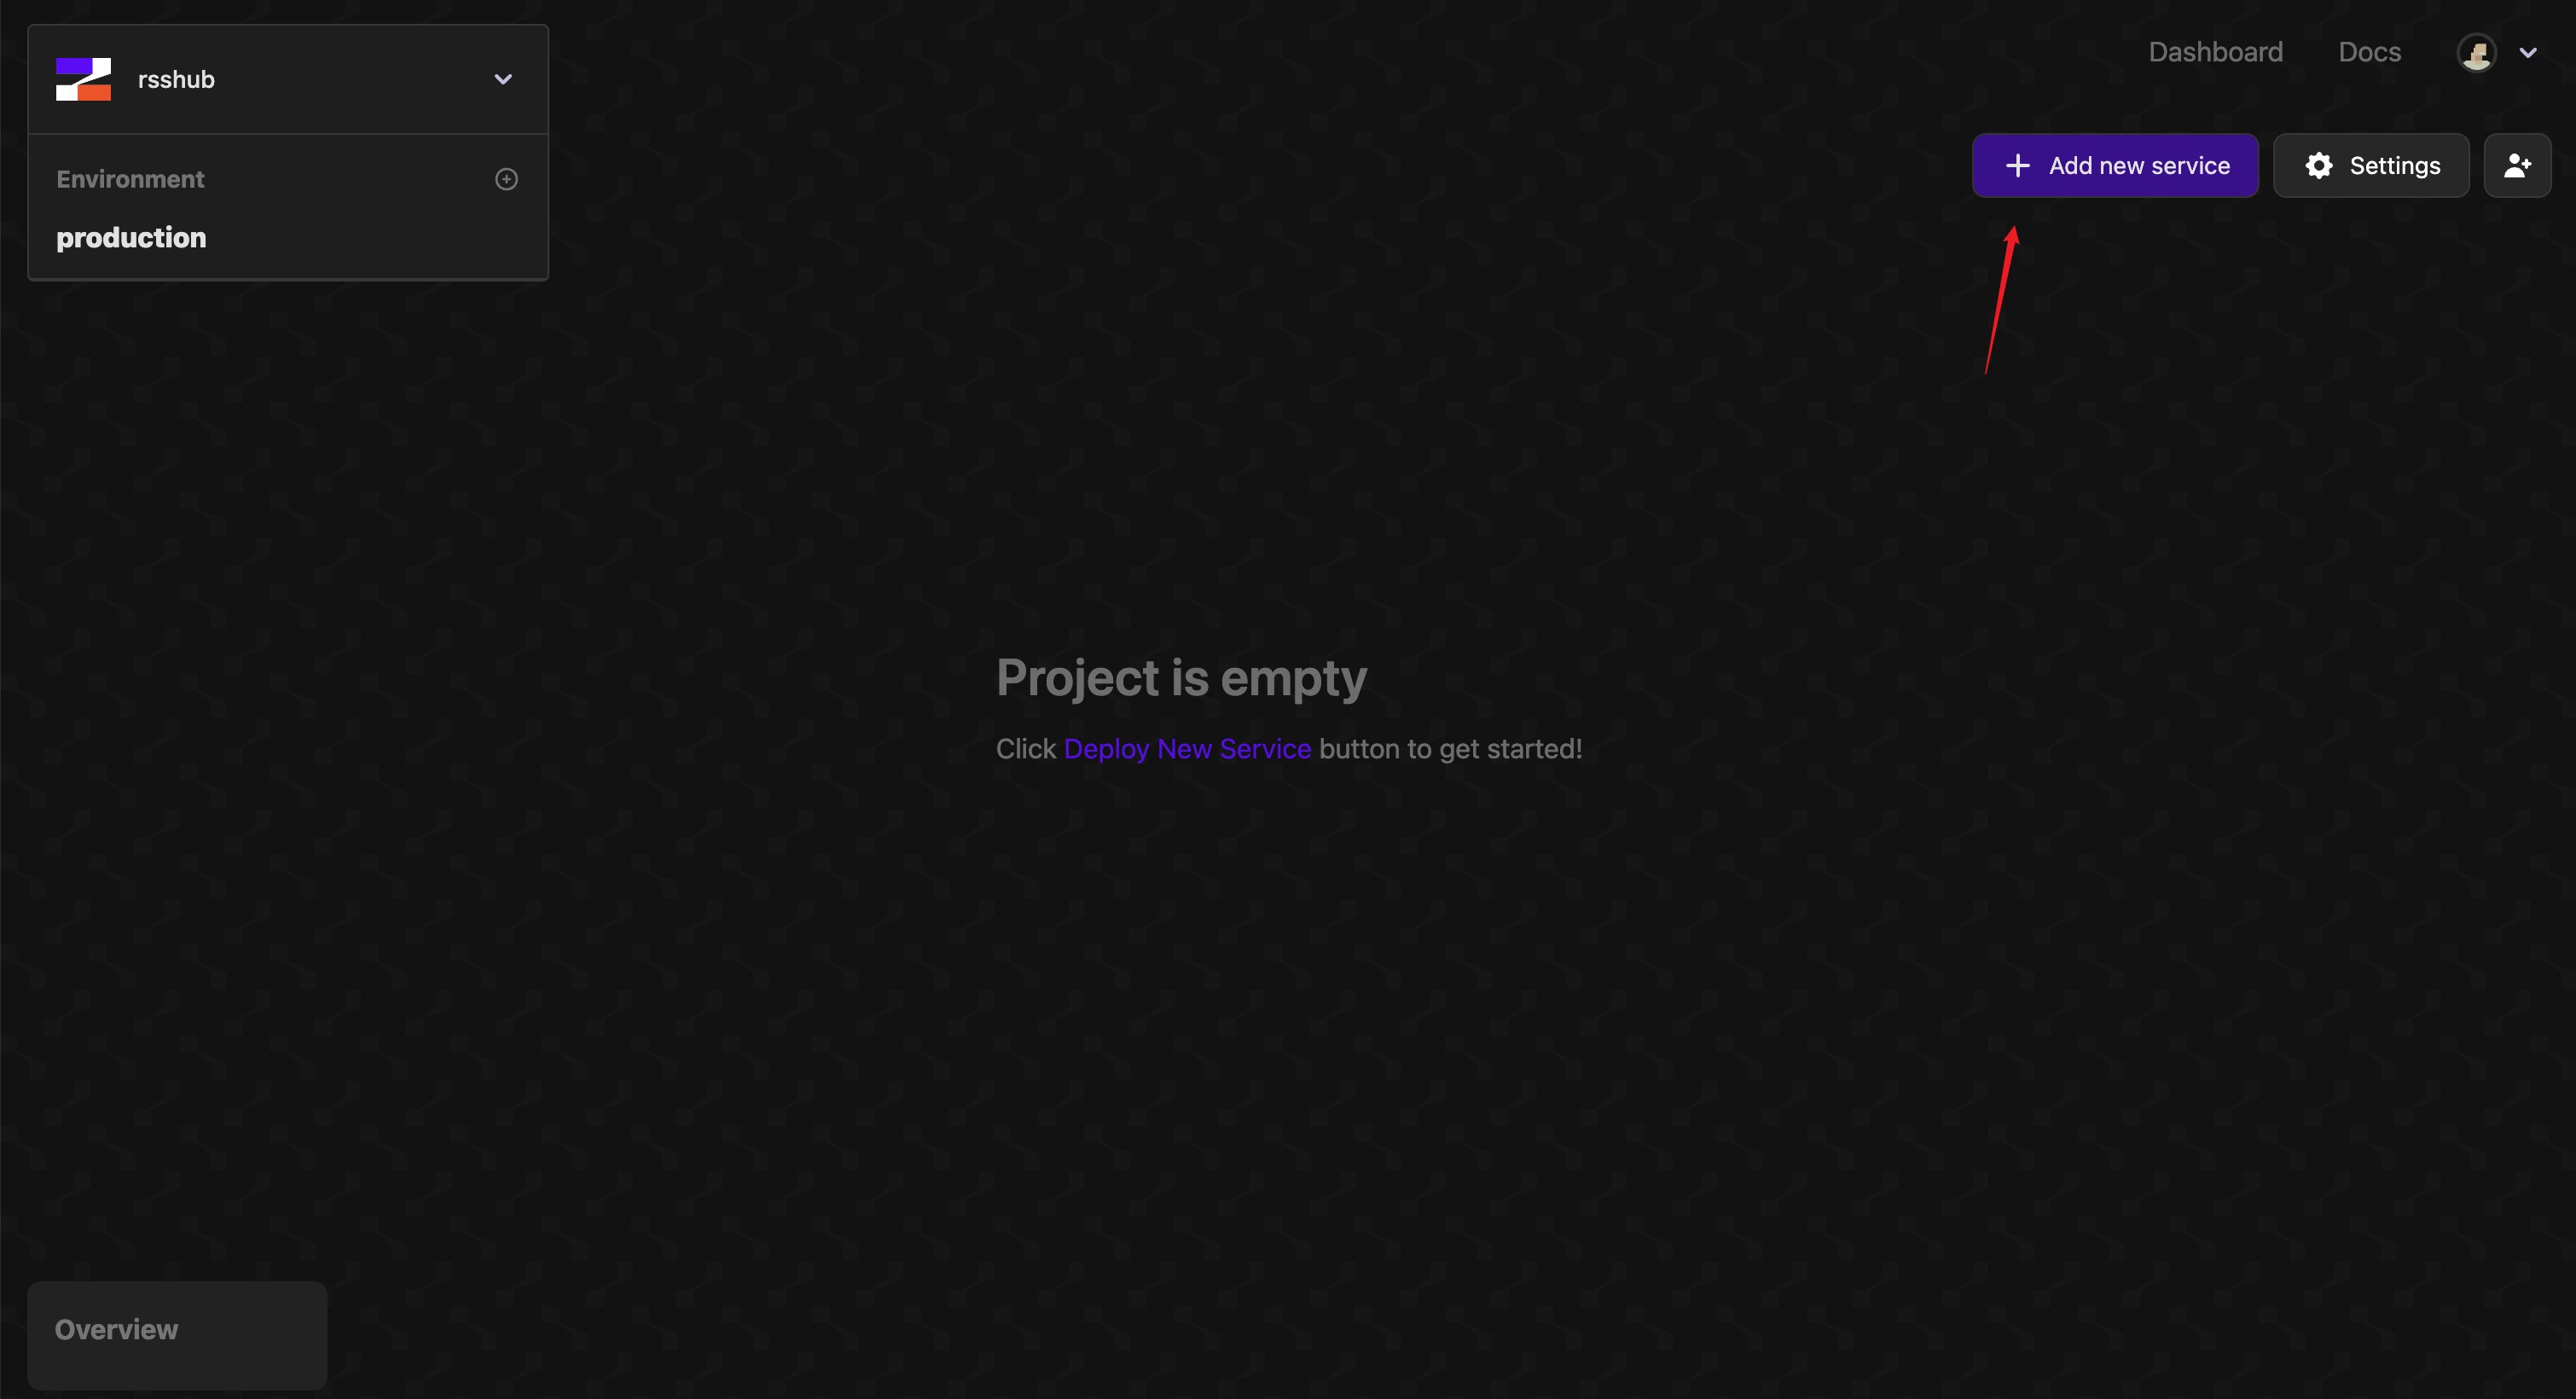 rsshub
Environment
production
Dashboard
Docs
Add new service
Settings
Project is empty
Click Deploy New Service button to get started!
Overview